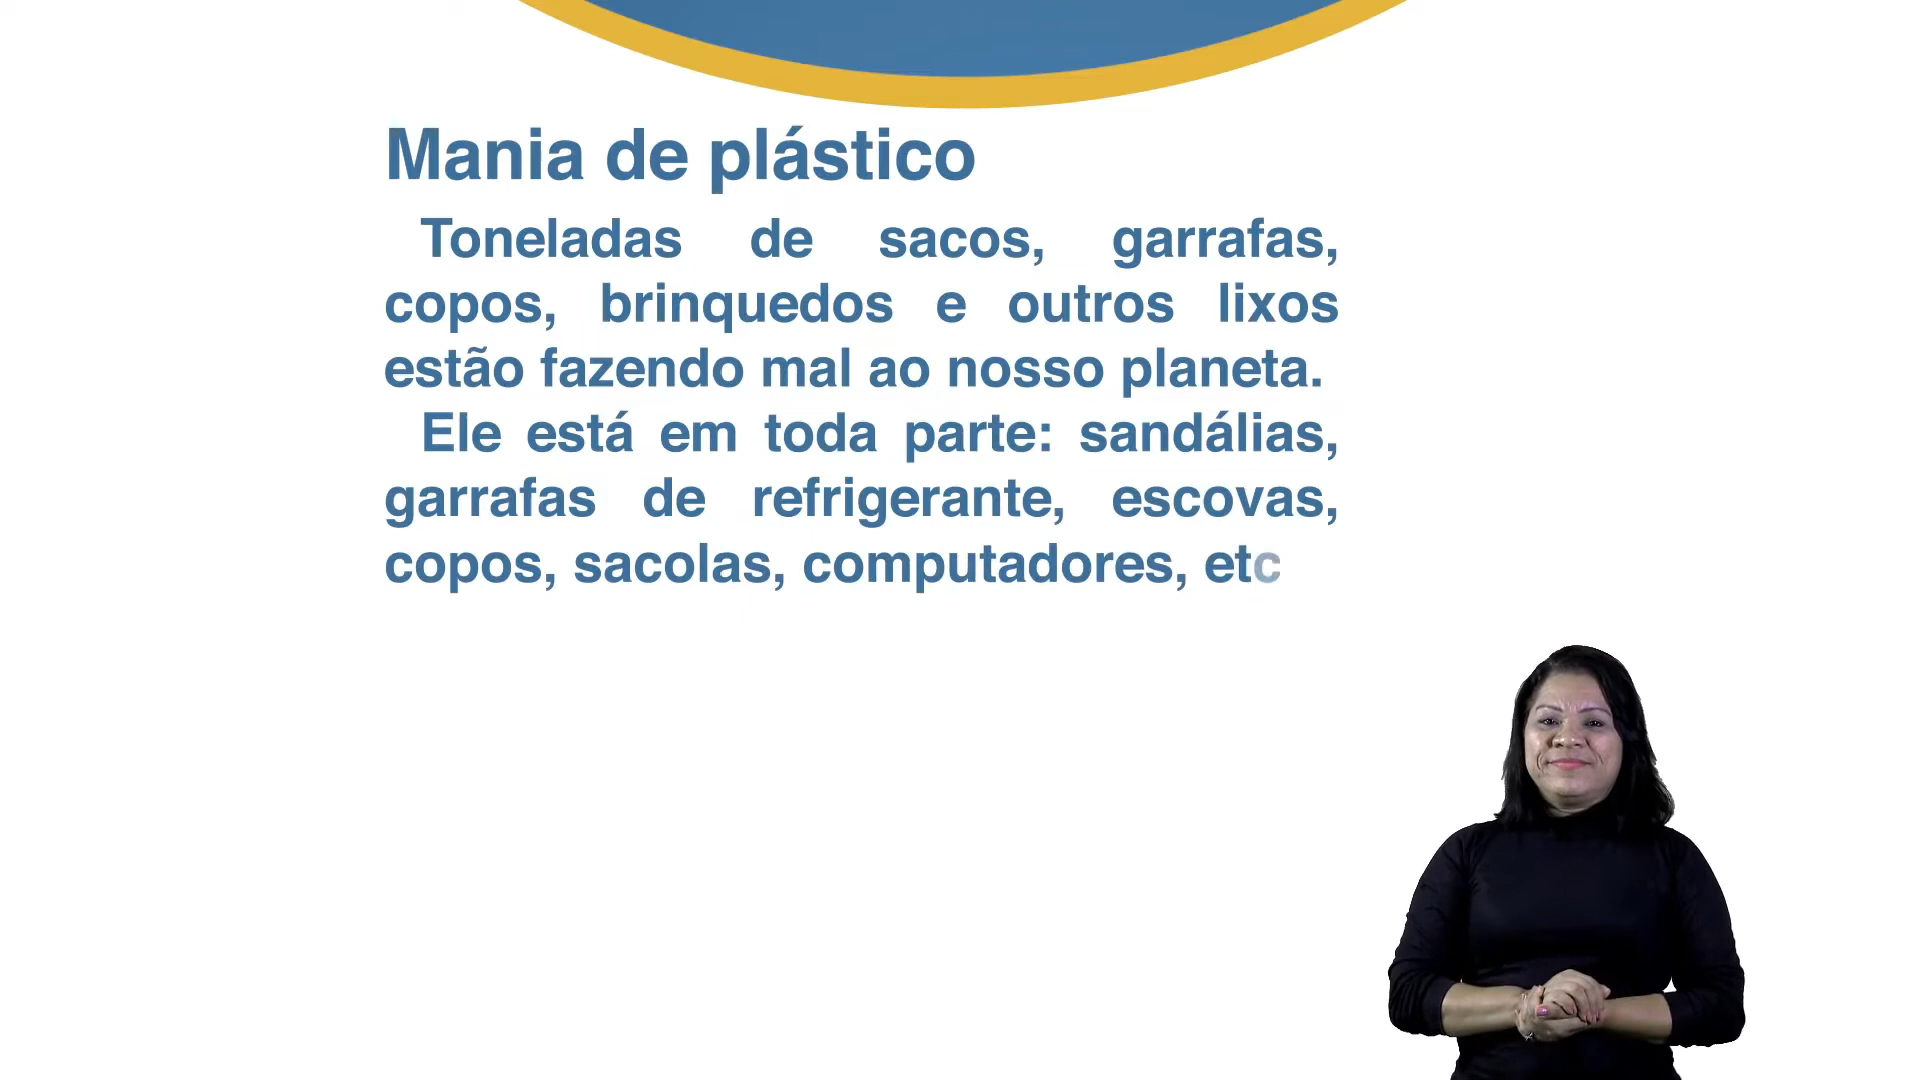 Mania de plástico
Toneladas de sacos, garrafas,
copos, brinquedos e outros lixos
estão fazendo mal ao nosso planeta.
Ele está em toda parte: sandálias,
garrafas de refrigerante, escovas,
copos, sacolas, computadores, etc